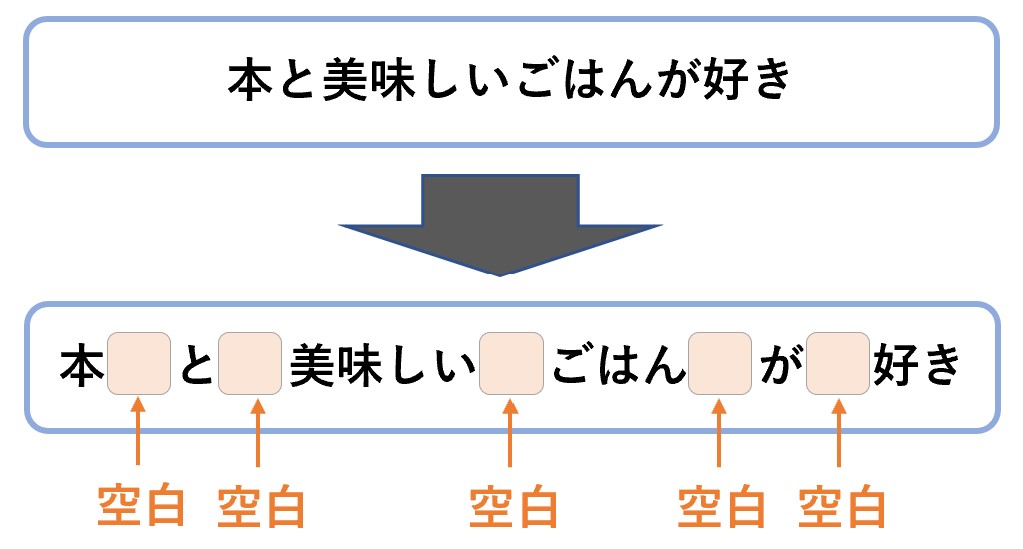 本と美味しいごはんが好き
本 と 美味しい ごはん が 好き
空白 空白 空白 空白 空白